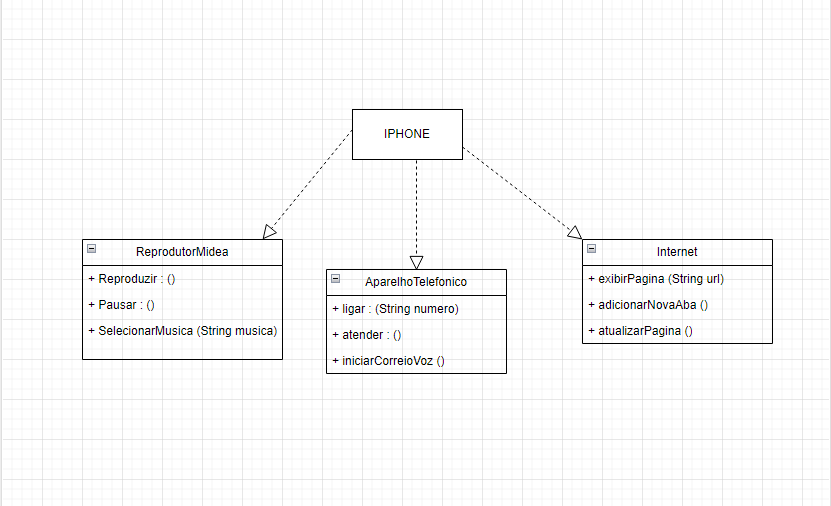 IPHONE
ReprodutorMidea
+ Reproduzir : ()
+ Pausar : ()
+ SelecionarMusica (String musica)
AparelhoTelefonico
+ ligar : (String numero)
+ atender : ()
+ iniciarCorreioVoz ()
Internet
+ exibirPagina (String url)
+ adicionarNovaAba ()
+ atualizarPagina ()